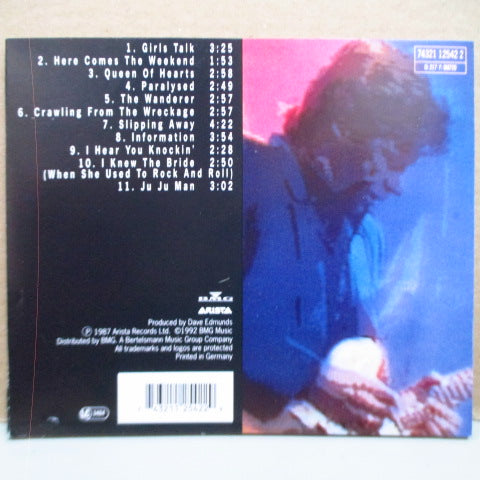 1. Girls Talk 3:25
2. Here Comes The Weekend 1:53
3. Queen Of Hearts 2:58
4. Paralysed 2:49
5. The Wanderer 2:57
6. Crawling From The Wreckage 2:57
7. Slipping Away 4:22
8. Information 3:54
9. I Hear You Knockin' 2:28
10. I Knew The Bride 2:50
(When She Used To Rock And Roll)
11. Ju Ju Man 3:02
74321 12542 2
BMG
ARISTA
Produced by Dave Edmunds
Ⓟ 1987 Arista Records Ltd. ©1992 BMG Music
Distributed by BMG. A Bertelsmann Music Group Company
All trademarks and logos are protected
Printed in Germany